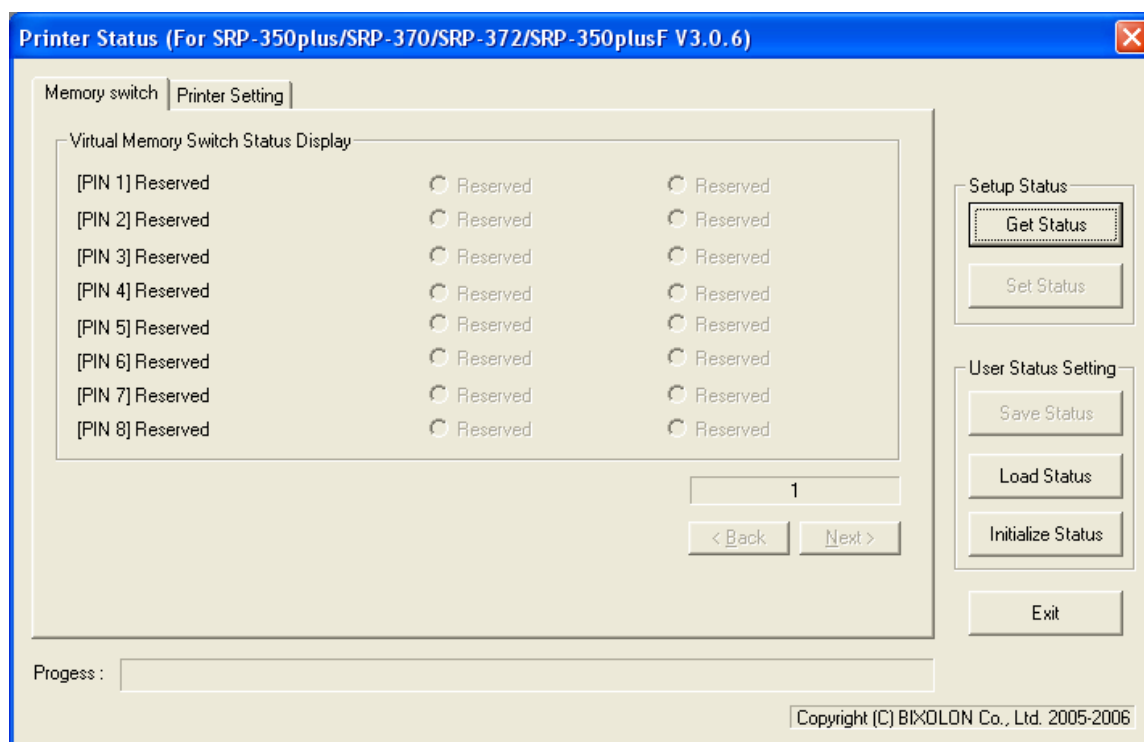 Printer Status (For SRP-350plus/SRP-370/SRP-372/SRP-350plusF V3.0.6)
Memory switch Printer Setting
Virtual Memory Switch Status Display
[PIN 1] Reserved Reserved Reserved
[PIN 2] Reserved Reserved Reserved
[PIN 3] Reserved Reserved Reserved
[PIN 4] Reserved Reserved Reserved
[PIN 5] Reserved Reserved Reserved
[PIN 6] Reserved Reserved Reserved
[PIN 7] Reserved Reserved Reserved
[PIN 8] Reserved Reserved Reserved
1
< Back Next >
Setup Status
Get Status
Set Status
User Status Setting
Save Status
Load Status
Initialize Status
Exit
Progess :
Copyright (C) BIXOLON Co., Ltd. 2005-2006